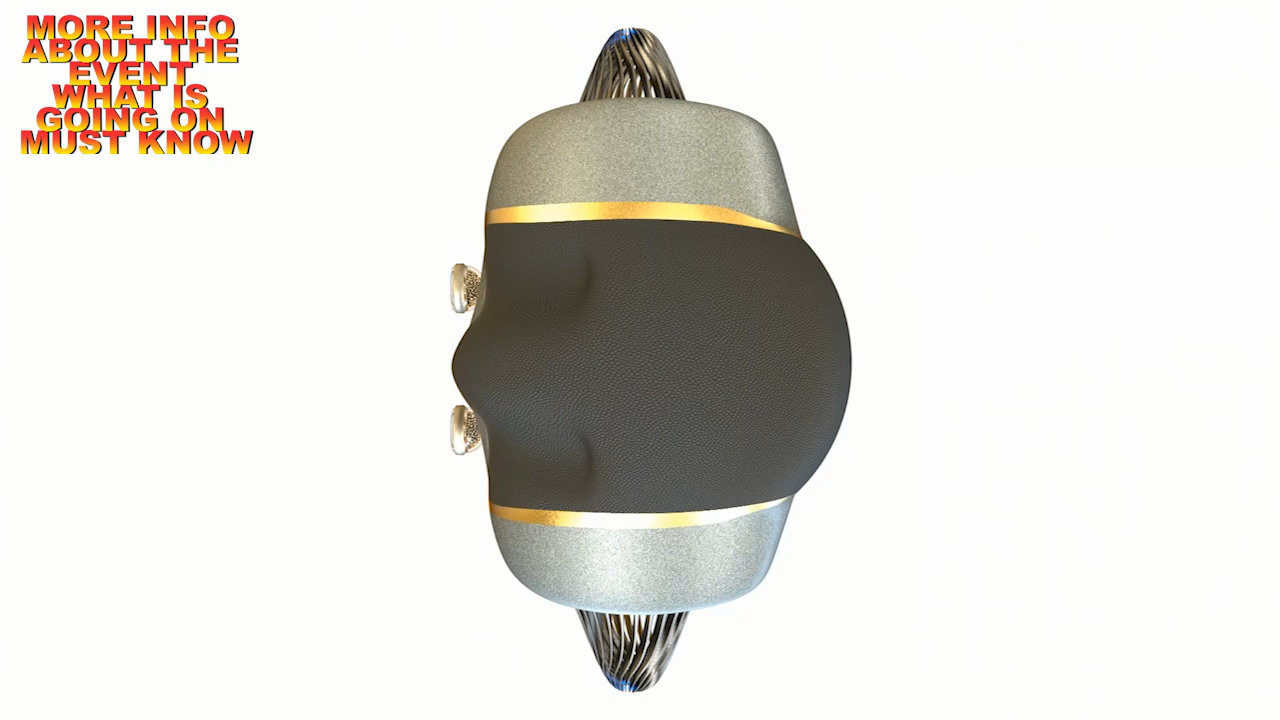 MORE INFO
ABOUT THE
EVENT
WHAT IS
GOING ON
MUST KNOW